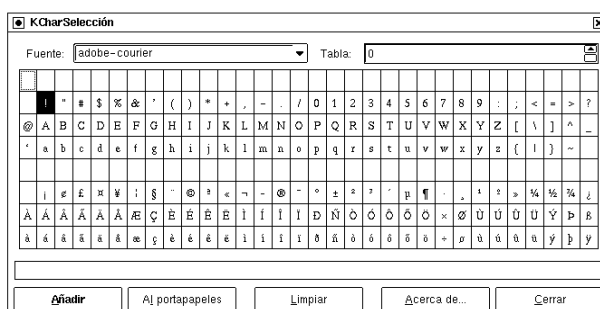 KCharSelección
Fuente: adobe-courier Tabla: 0
! " # $ % & ' ( ) * + , - . / 0 1 2 3 4 5 6 7 8 9 : ; < = > ?
@ A B C D E F G H I J K L M N O P Q R S T U V W X Y Z [ \ ] ^ _
‘ a b c d e f g h i j k l m n o p q r s t u v w x y z { | } ~
¡ ¢ £ ¤ ¥ ¦ § ¨ © ª « ¬ - ® ¯ ° ± ² ³ ´ µ ¶ · ¸ ¹ º » ¼ ½ ¾ ¿
À Á Â Ã Ä Å Æ Ç È É Ê Ë Ì Í Î Ï Ð Ñ Ò Ó Ô Õ Ö × Ø Ù Ú Û Ü Ý Þ ß
à á â ã ä å æ ç è é ê ë ì í î ï ð ñ ò ó ô õ ö ÷ ø ù ú û ü ý þ ÿ
Añadir Al portapapeles Limpiar Acerca de... Cerrar